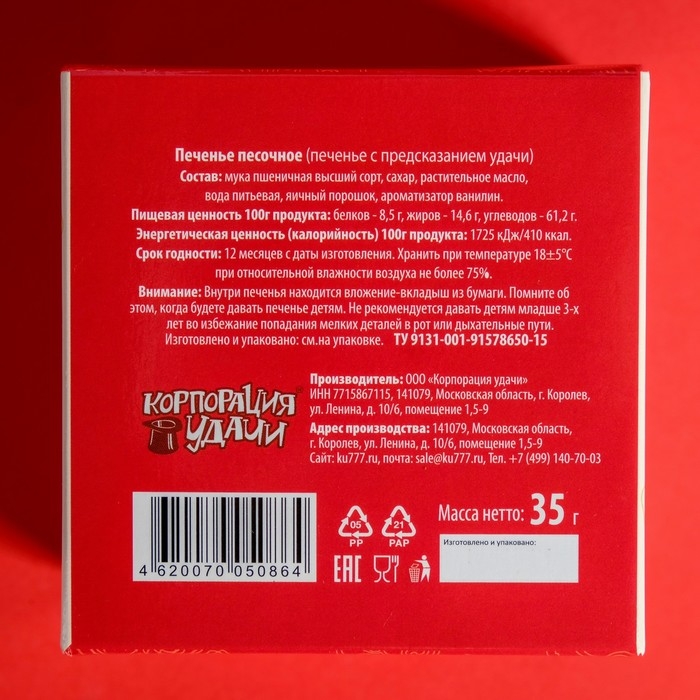 Печенье песочное (печенье с предсказанием удачи)
Состав: мука пшеничная высший сорт, сахар, растительное масло,
вода питьевая, яичный порошок, ароматизатор ванилин.
Пищевая ценность 100г продукта: белков - 8,5 г, жиров - 14,6 г, углеводов - 61,2 г.
Энергетическая ценность (калорийность) 100г продукта: 1725 кДж/410 ккал.
Срок годности: 12 месяцев с даты изготовления. Хранить при температуре 18±5°С
при относительной влажности воздуха не более 75%.
Внимание: Внутри печенья находится вложение-вкладыш из бумаги. Помните об
этом, когда будете давать печенье детям. Не рекомендуется давать детям младше 3-х
лет во избежание попадания мелких деталей в рот или дыхательные пути.
Изготовлено и упаковано: см.на упаковке. ТУ 9131-001-91578650-15
КОРПОРАЦИЯ
УДАЧИ
Производитель: ООО «Корпорация удачи»
ИНН 7715867115, 141079, Московская область, г. Королев,
ул. Ленина, д. 10/6, помещение 1,5-9
Адрес производства: 141079, Московская область,
г. Королев, ул. Ленина, д. 10/6, помещение 1,5-9
Сайт: ku777.ru, почта: sale@ku777.ru, Тел. +7 (499) 140-70-03
4 620070 050864
05
PP
21
PAP
Масса нетто: 35 г
EAC
Изготовлено и упаковано: